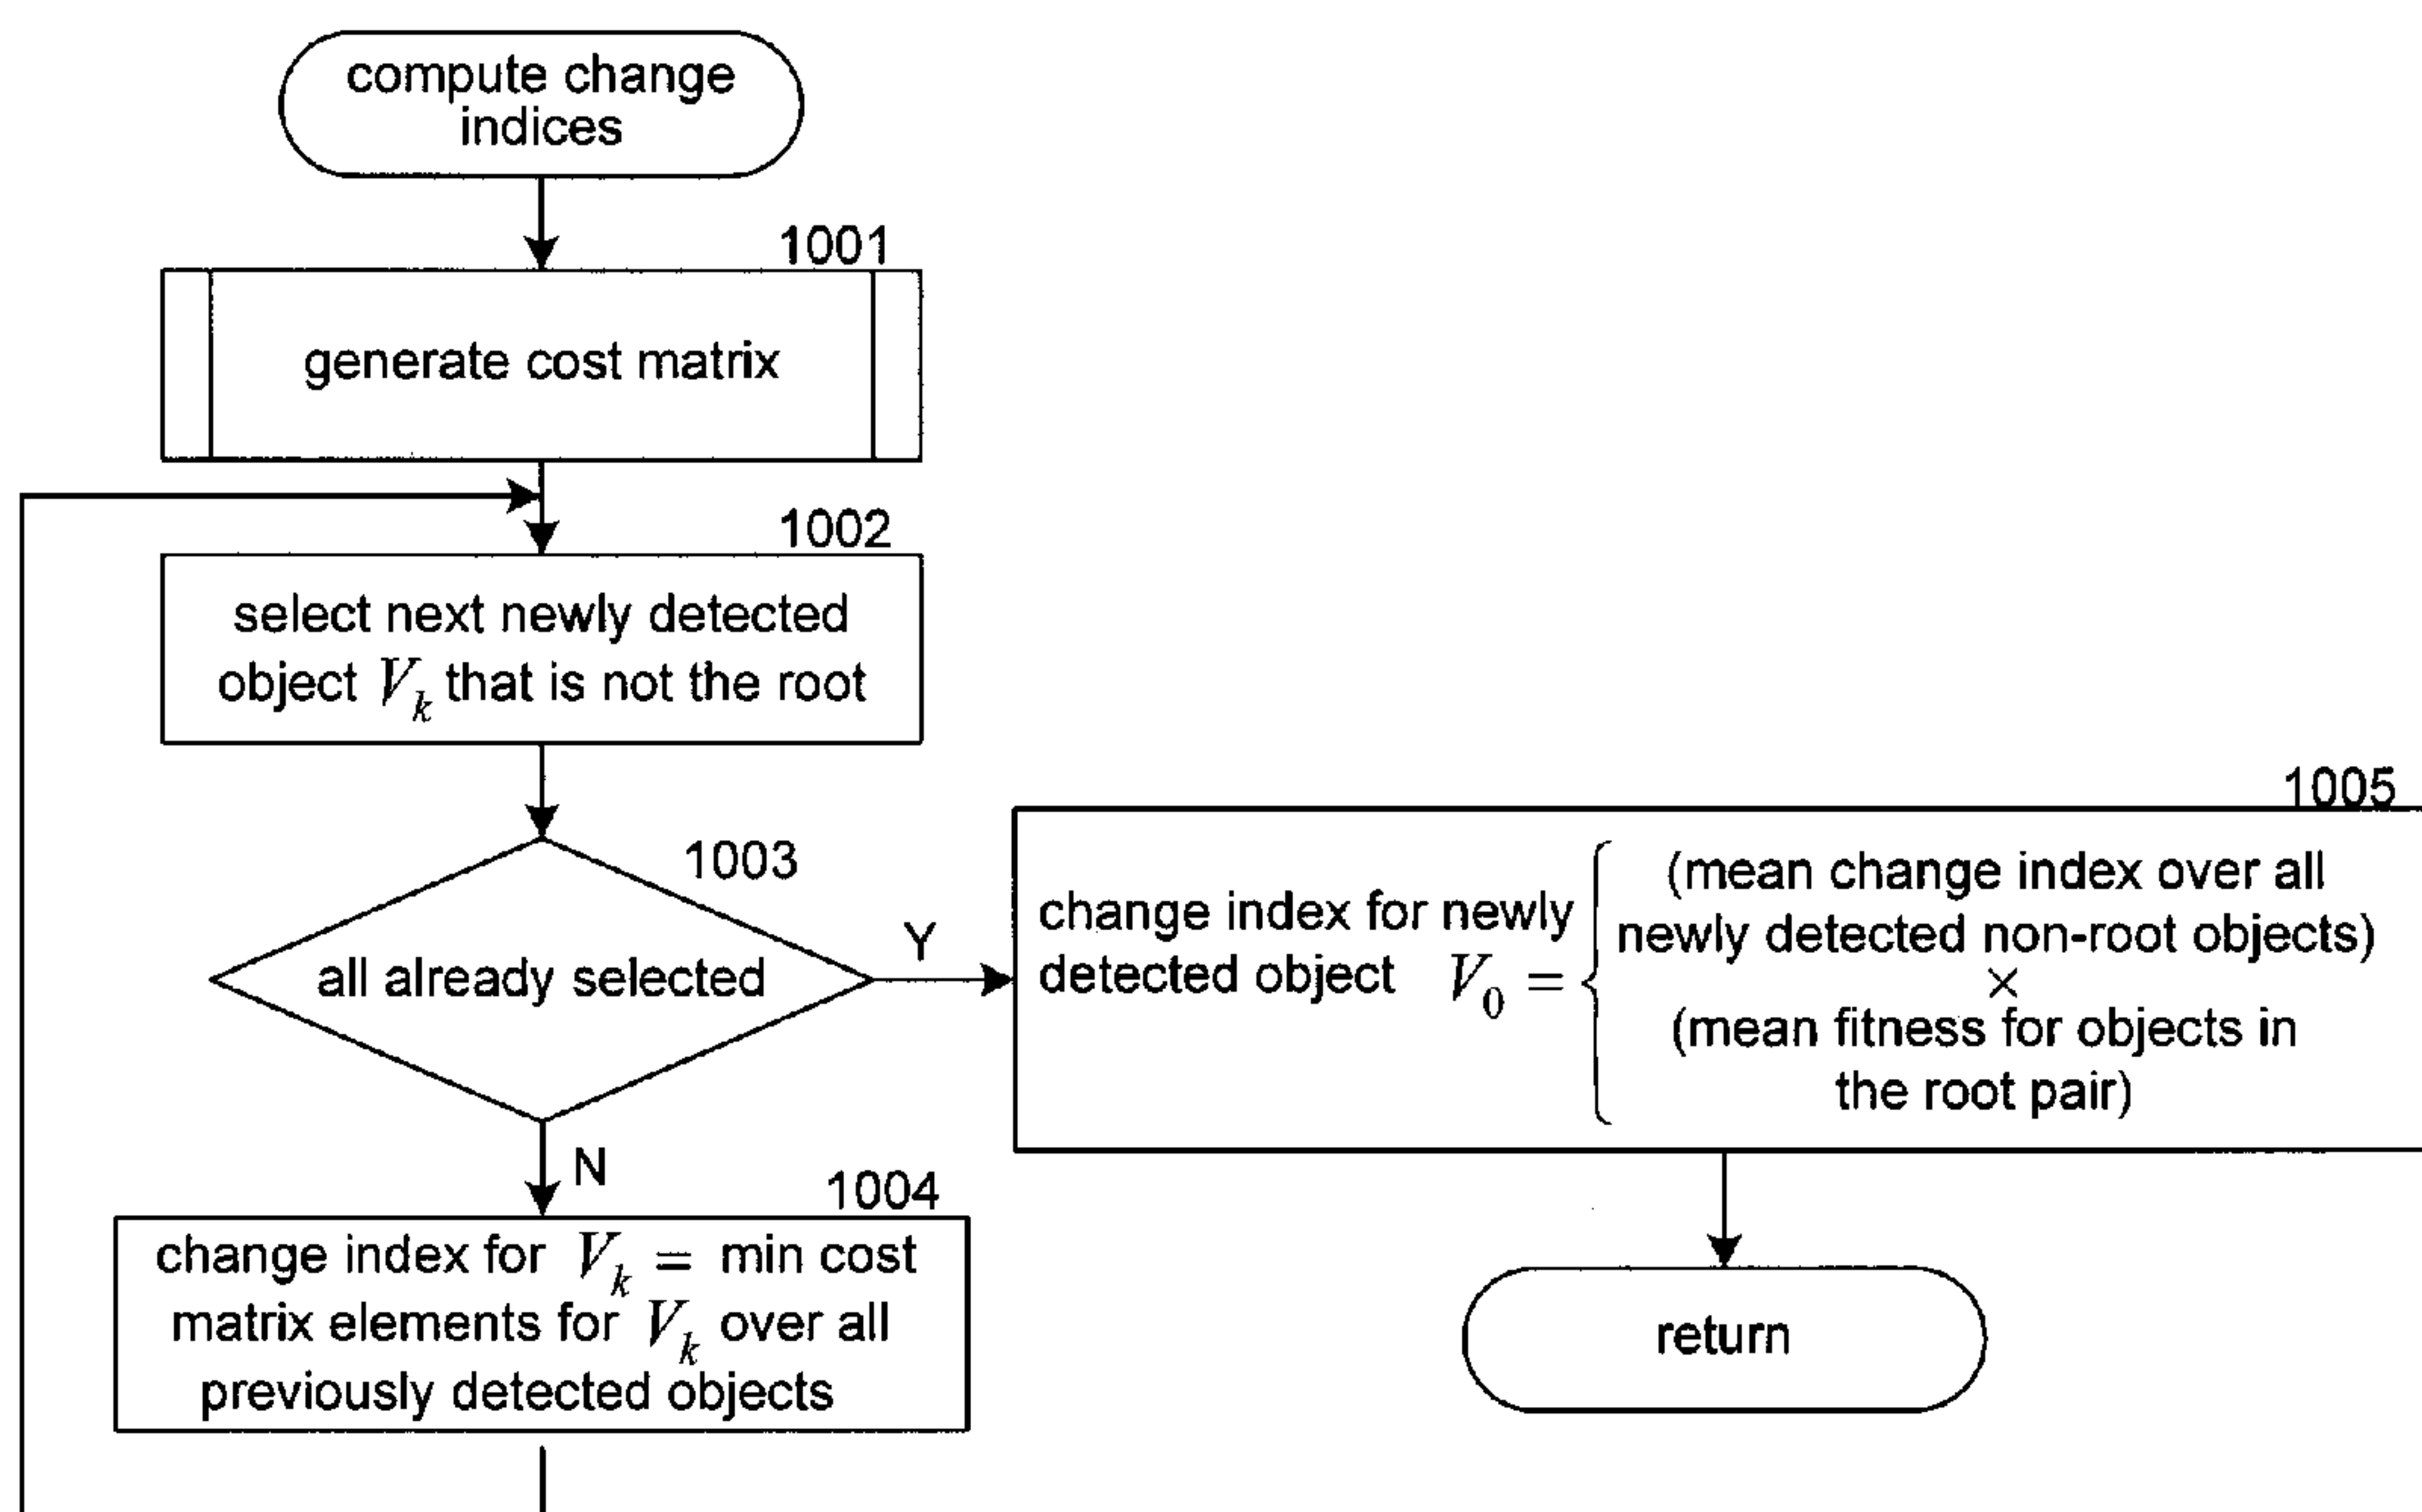 compute change
indices
1001
generate cost matrix
1002
select next newly detected
object V_k that is not the root
1003
all already selected
Y
N
1004
change index for V_k = min cost
matrix elements for V_k over all
previously detected objects
1005
change index for newly
detected object V_0 = {
(mean change index over all
newly detected non-root objects)
×
(mean fitness for objects in
the root pair)
return